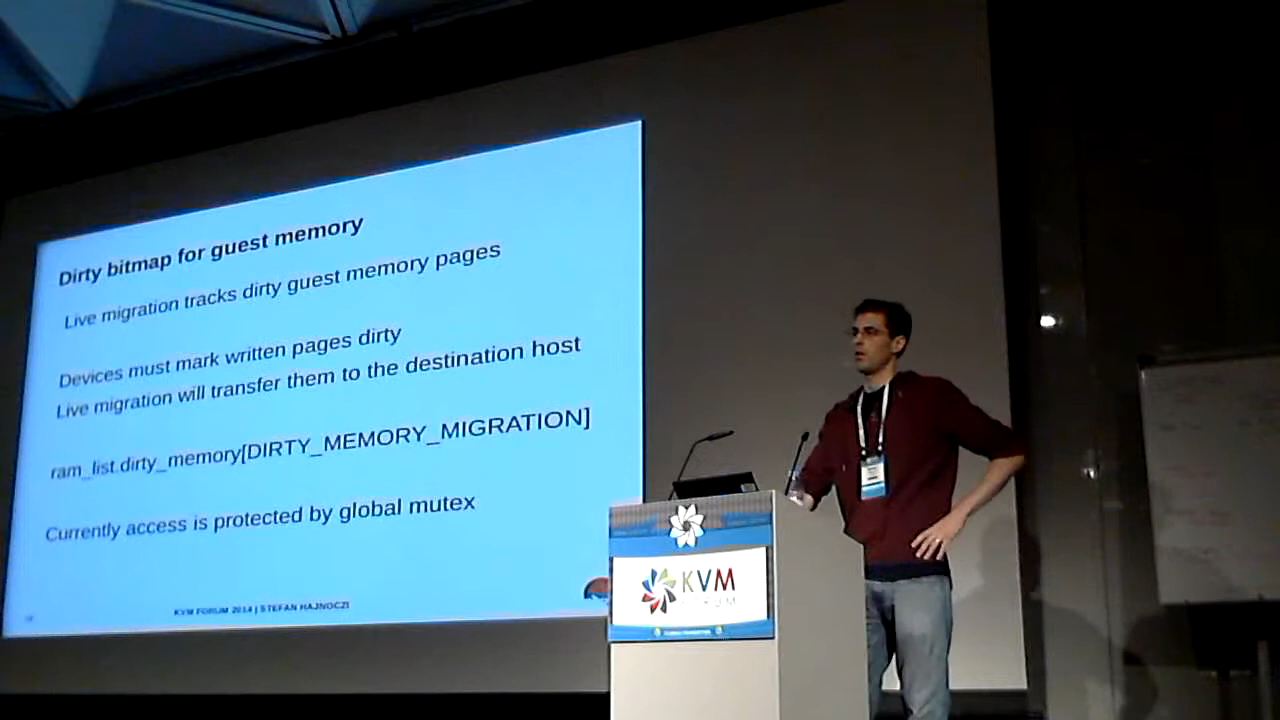 Dirty bitmap for guest memory
Live migration tracks dirty guest memory pages
Devices must mark written pages dirty
Live migration will transfer them to the destination host
ram_list.dirty_memory[DIRTY_MEMORY_MIGRATION]
Currently access is protected by global mutex
KVM FORUM 2014 | STEFAN HAJNOCZI
KVM
FORUM